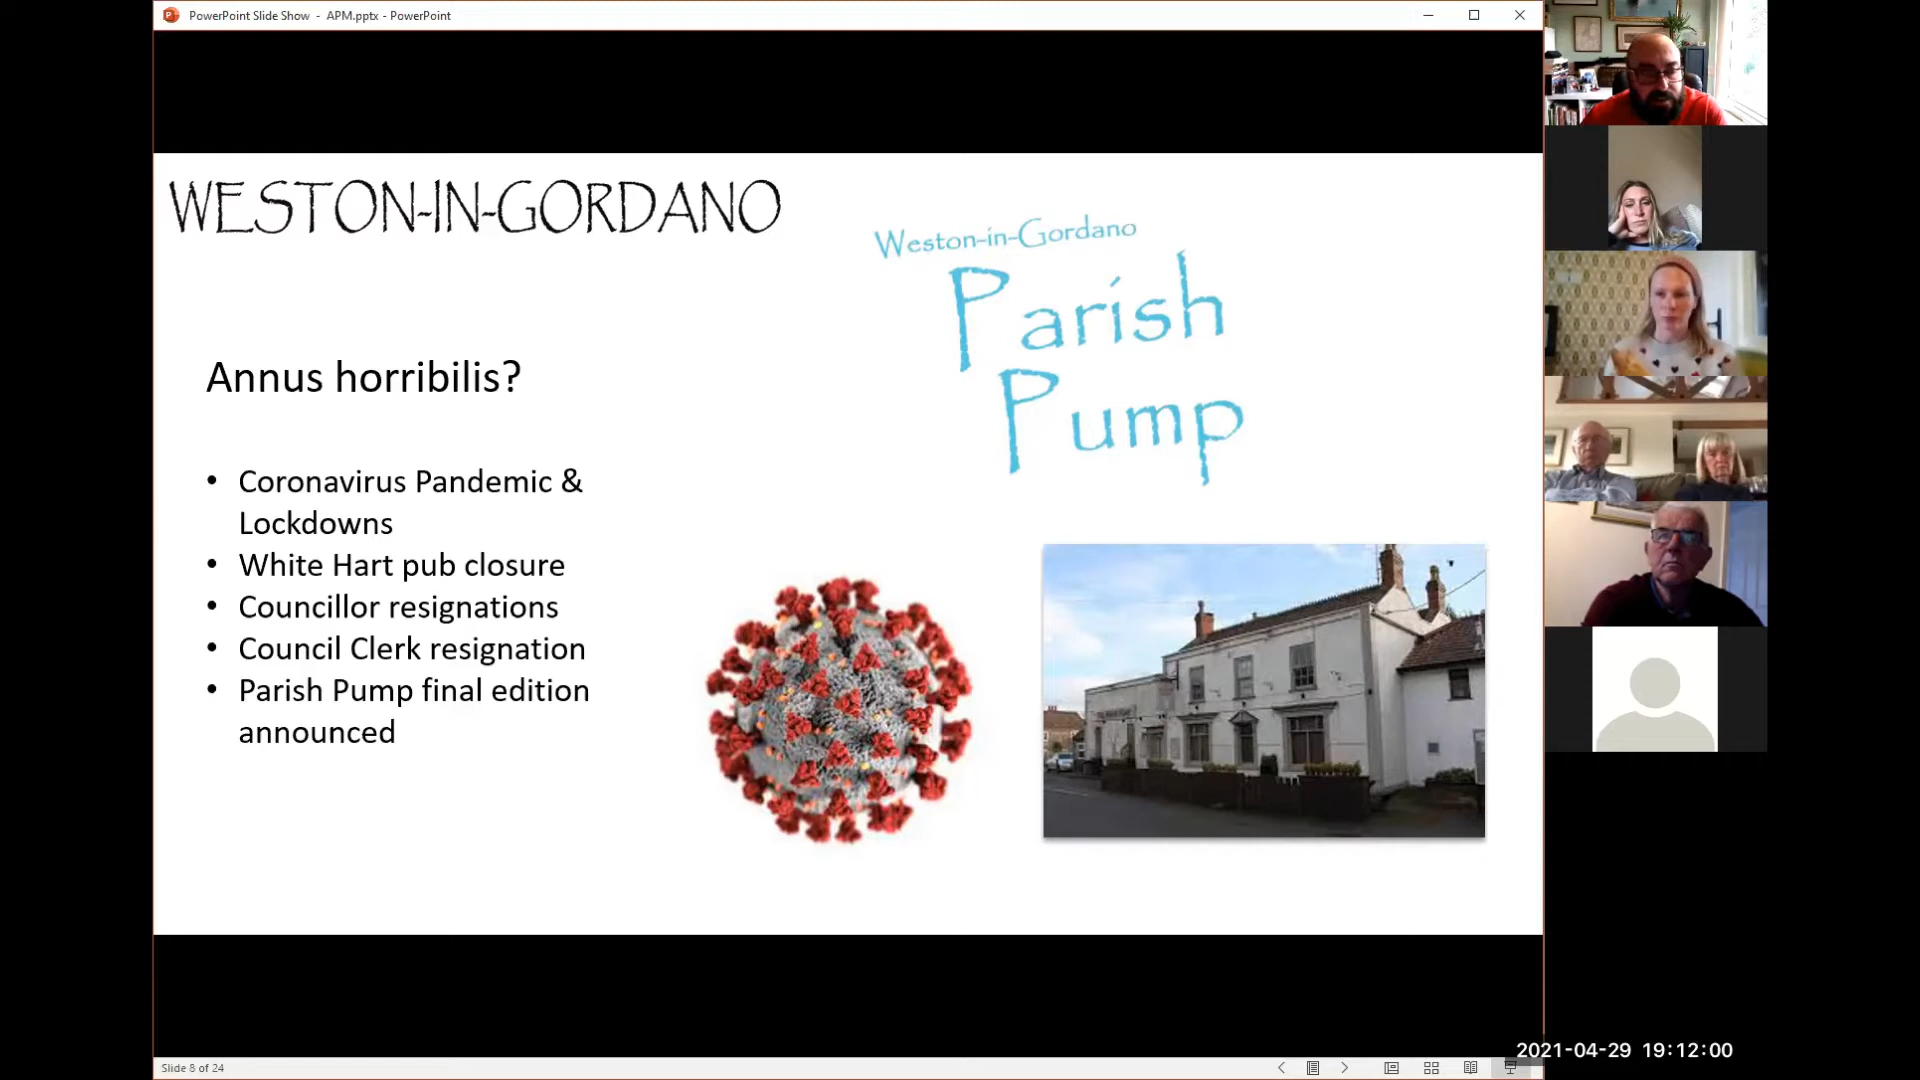 PowerPoint Slide Show - APM.pptx - PowerPoint
WESTON-IN-GORDANO
Weston-in-Gordano
Parish
Pump
Annus horribilis?
• Coronavirus Pandemic &
Lockdowns
• White Hart pub closure
• Councillor resignations
• Council Clerk resignation
• Parish Pump final edition
announced
Slide 8 of 24
2021-04-29 19:12:00